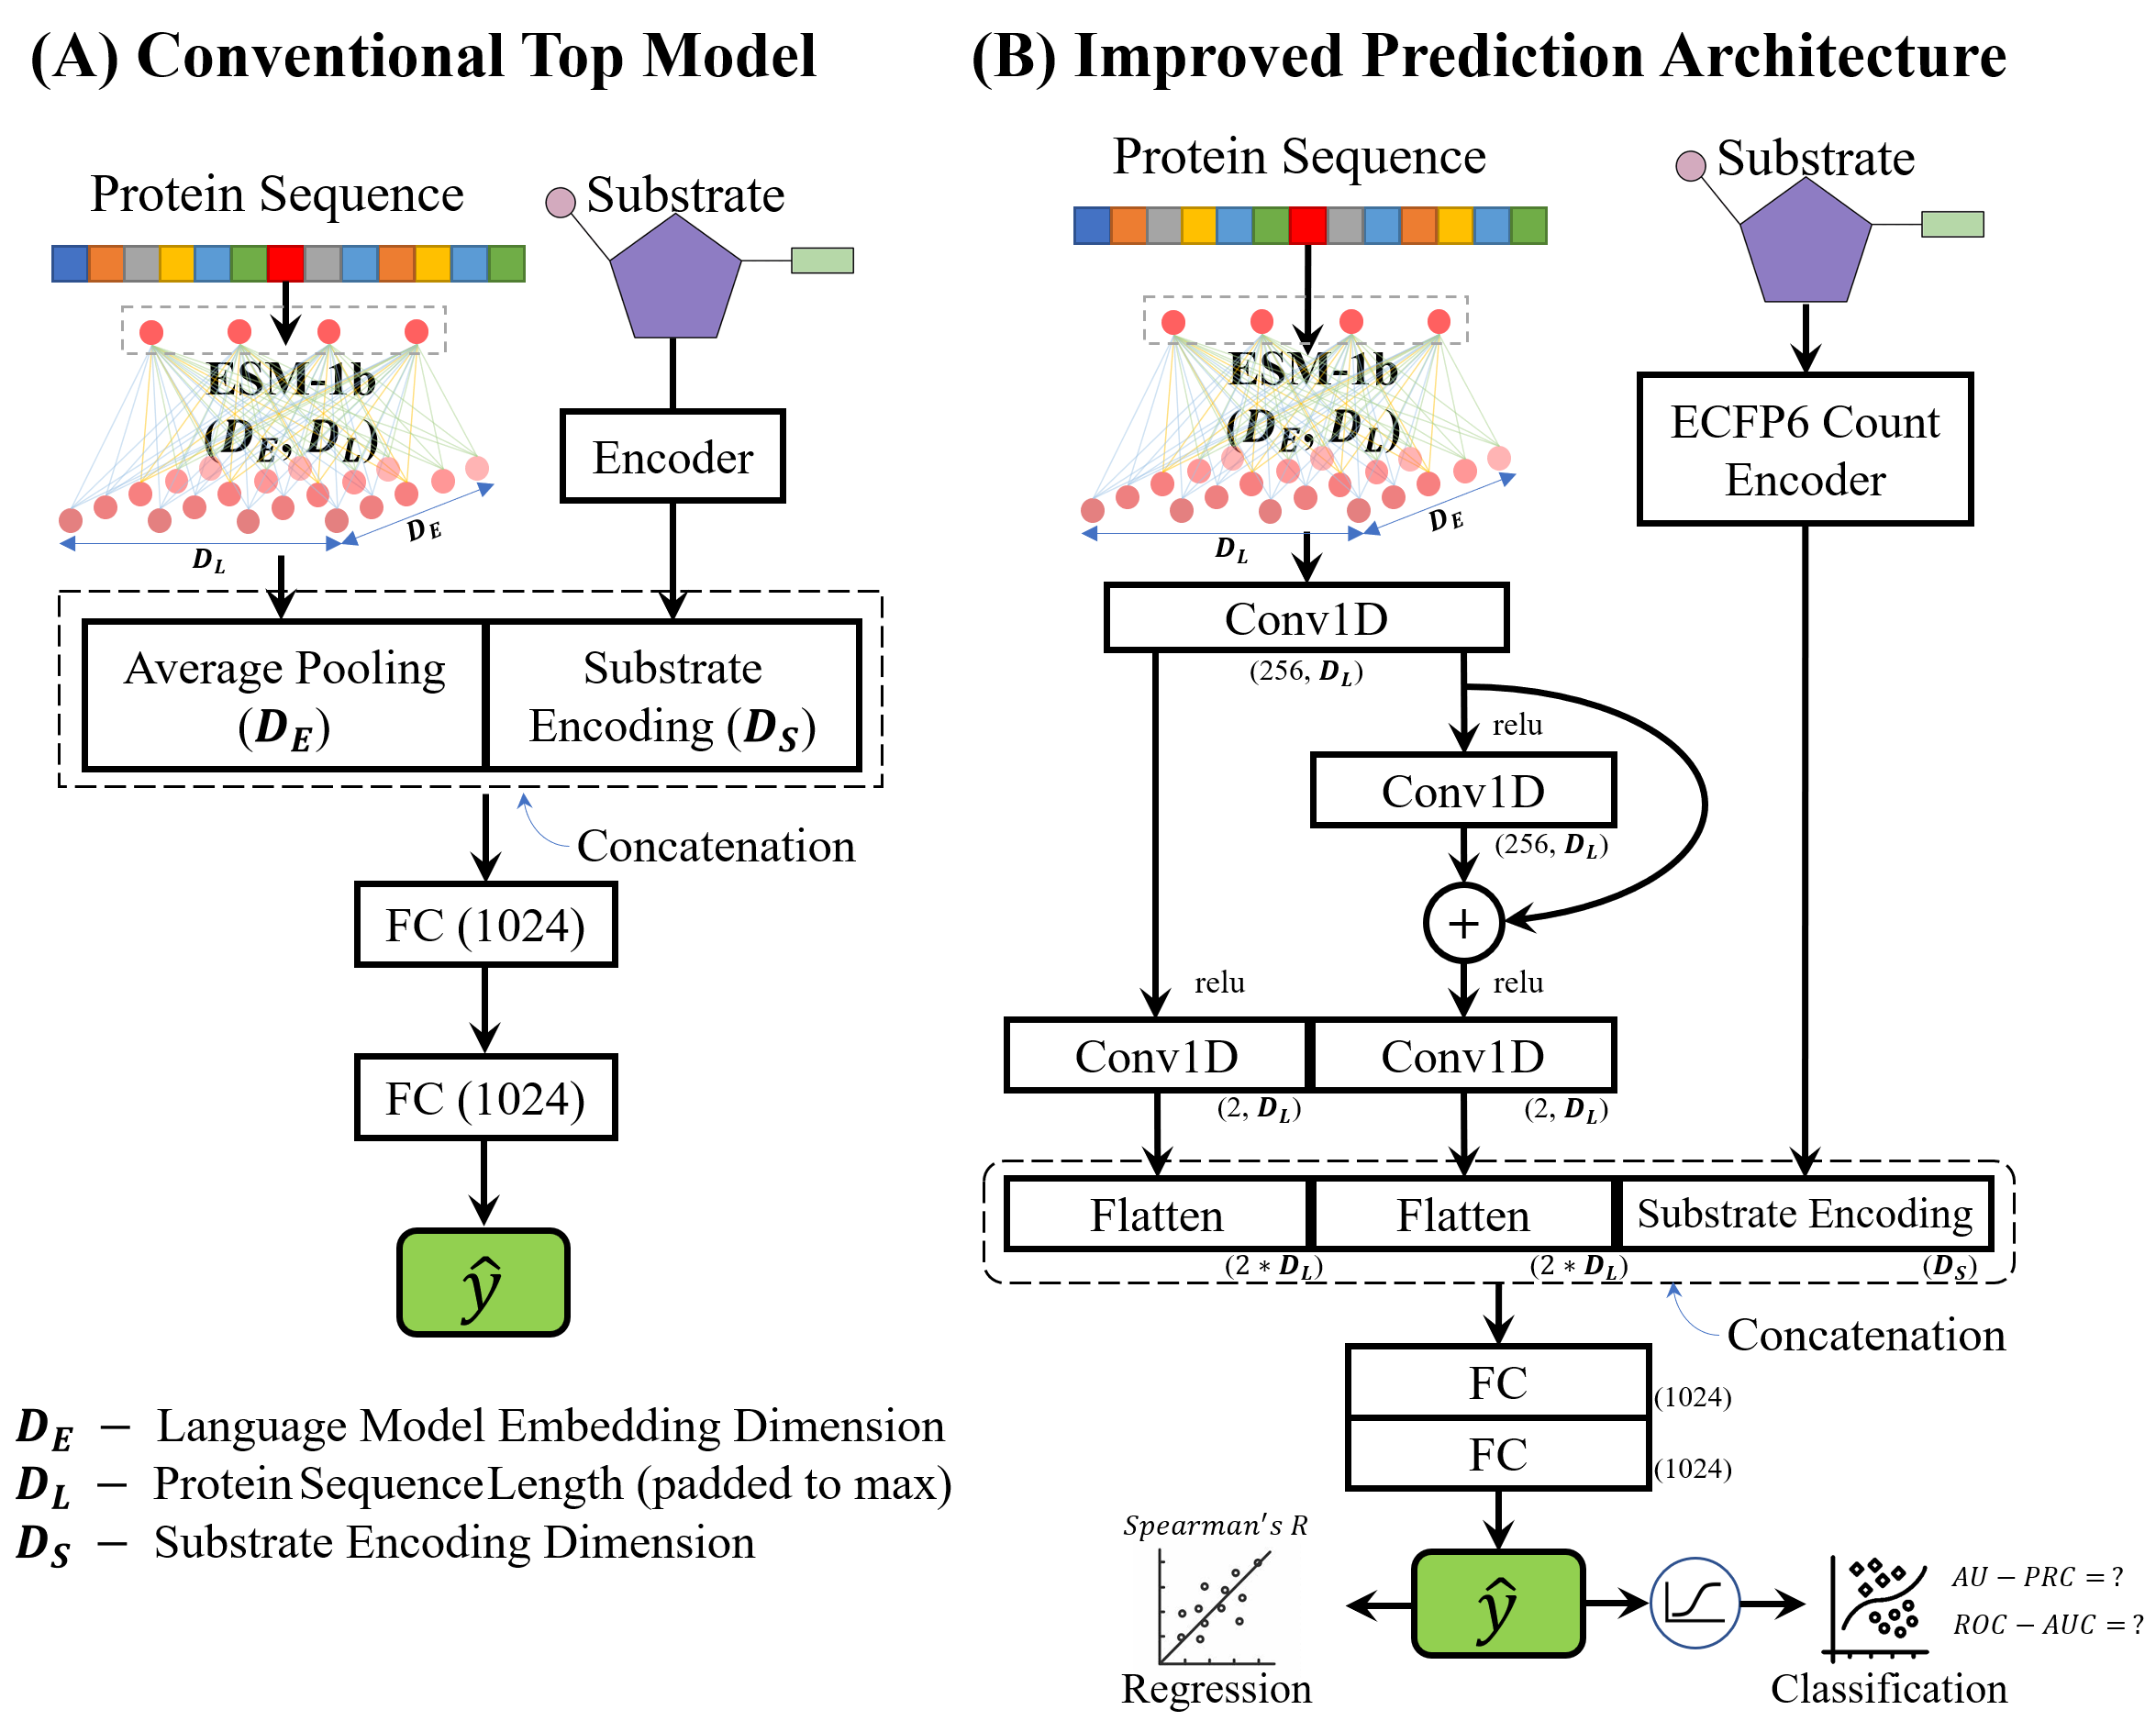 (A) Conventional Top Model
Protein Sequence
Substrate
ESM-1b
(D_E, D_L)
Encoder
D_E
D_L
Average Pooling
(D_E)
Substrate
Encoding (D_S)
Concatenation
FC (1024)
FC (1024)
ŷ
D_E – Language Model Embedding Dimension
D_L – Protein Sequence Length (padded to max)
D_S – Substrate Encoding Dimension
(B) Improved Prediction Architecture
Protein Sequence
Substrate
ESM-1b
(D_E, D_L)
ECFP6 Count
Encoder
D_E
D_L
Conv1D
(256, D_L)
relu
Conv1D
(256, D_L)
+
relu
relu
Conv1D
Conv1D
(2, D_L)
(2, D_L)
Flatten
Flatten
Substrate Encoding
(2 * D_L)
(2 * D_L)
(D_S)
Concatenation
FC
(1024)
FC
(1024)
Spearman's R
Regression
ŷ
AU – PRC = ?
ROC – AUC = ?
Classification